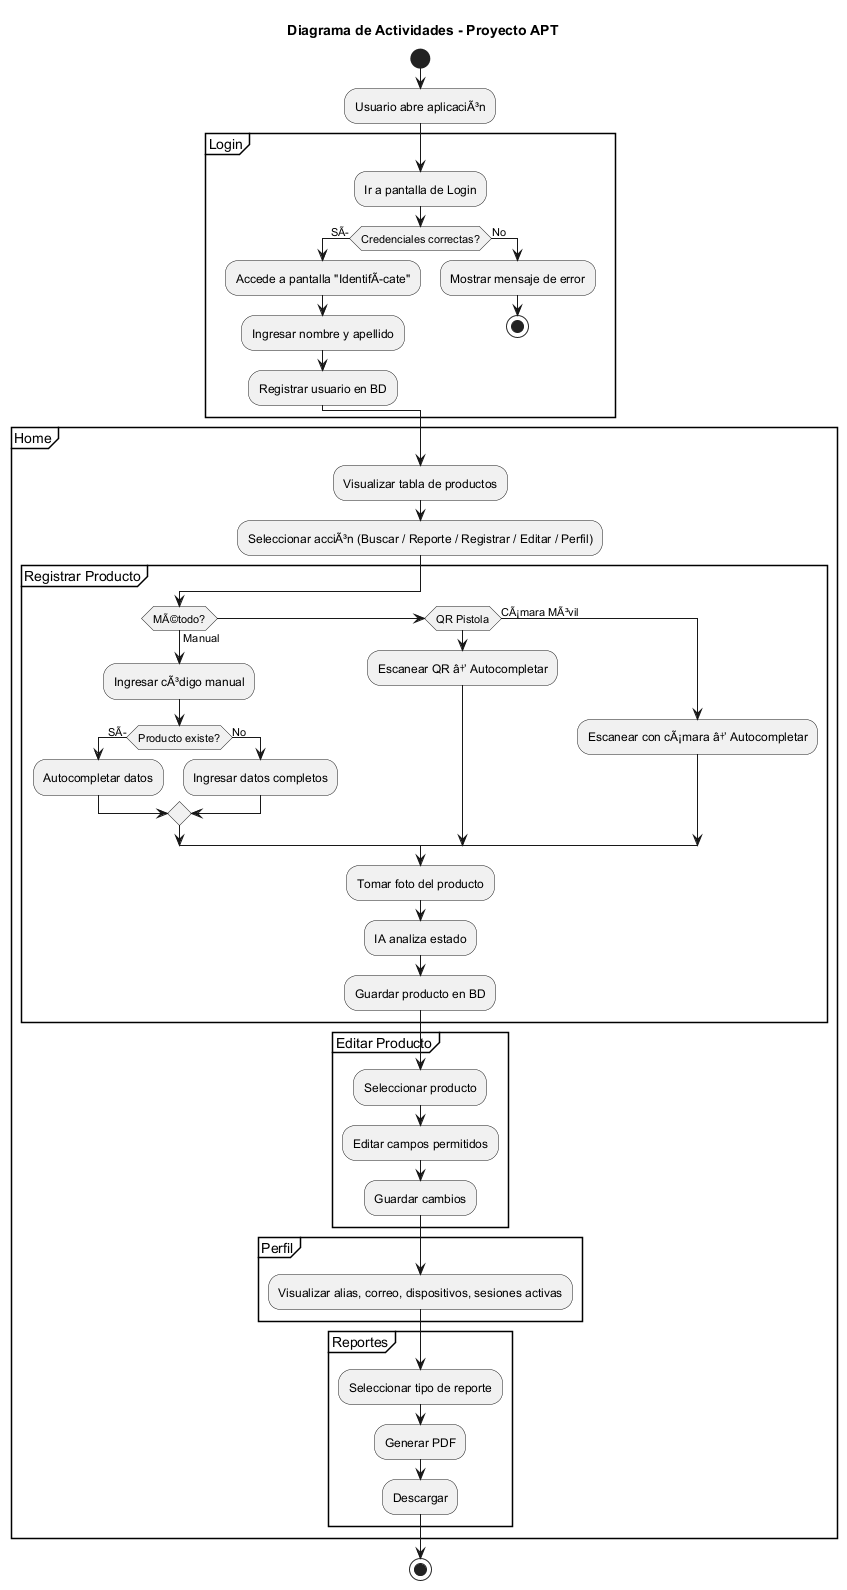 Diagrama de Actividades - Proyecto APT
Usuario abre aplicaciÃ³n
Login
Ir a pantalla de Login
SÃ-
Credenciales correctas?
No
Accede a pantalla "IdentifÃ-cate"
Mostrar mensaje de error
Ingresar nombre y apellido
Registrar usuario en BD
Home
Visualizar tabla de productos
Seleccionar acciÃ³n (Buscar / Reporte / Registrar / Editar / Perfil)
Registrar Producto
MÃ©todo?
Manual
QR Pistola
CÃ¡mara MÃ³vil
Ingresar cÃ³digo manual
Escanear QR â†’ Autocompletar
Escanear con cÃ¡mara â†’ Autocompletar
SÃ-
Producto existe?
No
Autocompletar datos
Ingresar datos completos
Tomar foto del producto
IA analiza estado
Guardar producto en BD
Editar Producto
Seleccionar producto
Editar campos permitidos
Guardar cambios
Perfil
Visualizar alias, correo, dispositivos, sesiones activas
Reportes
Seleccionar tipo de reporte
Generar PDF
Descargar